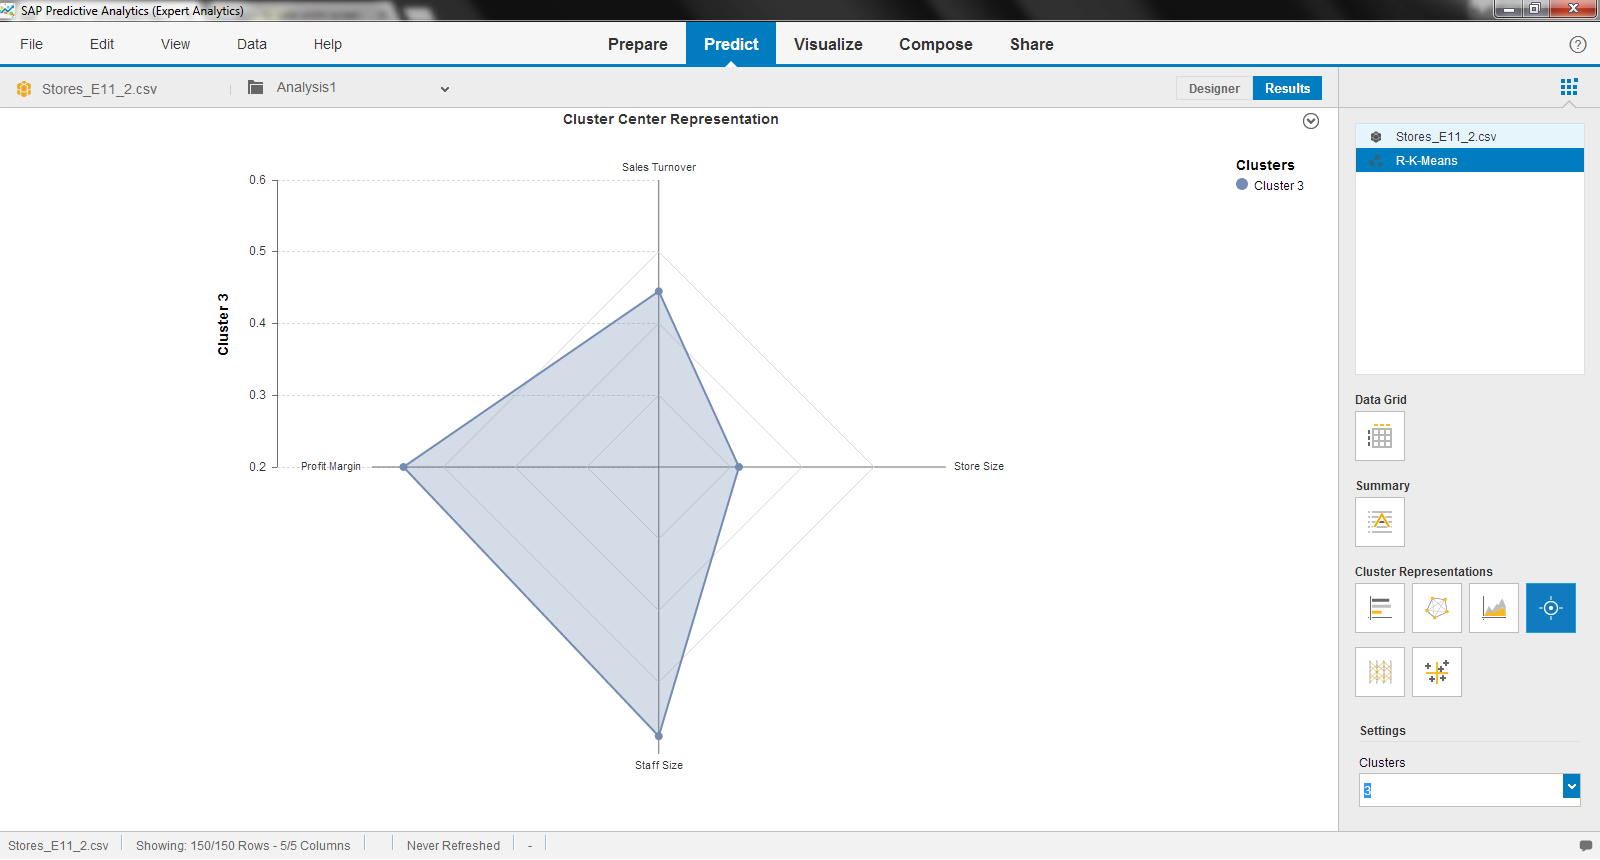 SAP Predictive Analytics (Expert Analytics)
File Edit View Data Help Prepare Predict Visualize Compose Share
Stores_E11_2.csv Analysis1 Designer Results
Cluster Center Representation
Sales Turnover
0.6
0.5
0.4
0.3
0.2
Cluster 3
Profit Margin
Store Size
Staff Size
Clusters
Cluster 3
Stores_E11_2.csv
R-K-Means
Data Grid
Summary
Cluster Representations
Settings
Clusters
3
Stores_E11_2.csv Showing: 150/150 Rows - 5/5 Columns Never Refreshed -